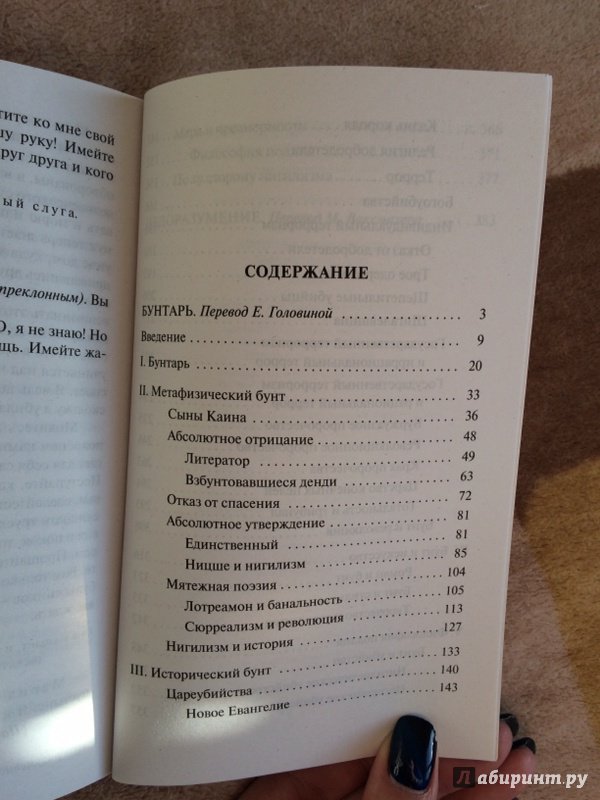 тите ко мне свой
шу руку! Имейте
руг друга и кого
ный слуга.
преклонным). Вы
О, я не знаю! Но
щь. Имейте жа-
СОДЕРЖАНИЕ
БУНТАРЬ. Перевод Е. Головиной 3
Введение 9
I. Бунтарь 20
II. Метафизический бунт 33
Сыны Каина 36
Абсолютное отрицание 48
Литератор 49
Взбунтовавшиеся денди 63
Отказ от спасения 72
Абсолютное утверждение 81
Единственный 81
Ницше и нигилизм 85
Мятежная поэзия 104
Лотреамон и банальность 105
Сюрреализм и революция 113
Нигилизм и история 127
III. Исторический бунт 133
Цареубийства 140
Новое Евангелие 143
Лабиринт.ру